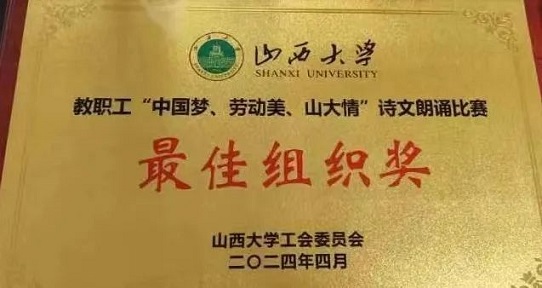 山西大学
SHANXI UNIVERSITY
教职工“中国梦、劳动美、山大情”诗文朗诵比赛
最佳组织奖
山西大学工会委员会
二〇二四年四月